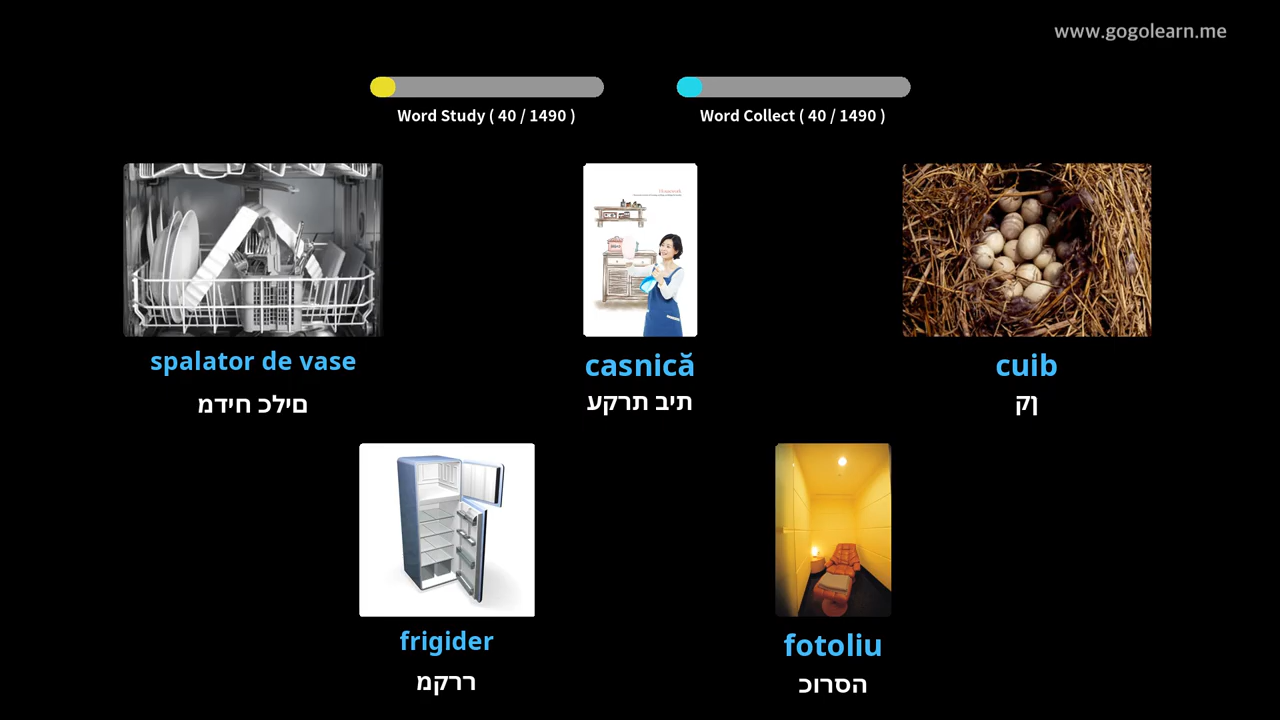 www.gogolearn.me
Word Study ( 40 / 1490 )
Word Collect ( 40 / 1490 )
spalator de vase
םילכ חידמ
casnică
תיב תרקע
cuib
ןק
frigider
ררקמ
fotoliu
הסרוכ